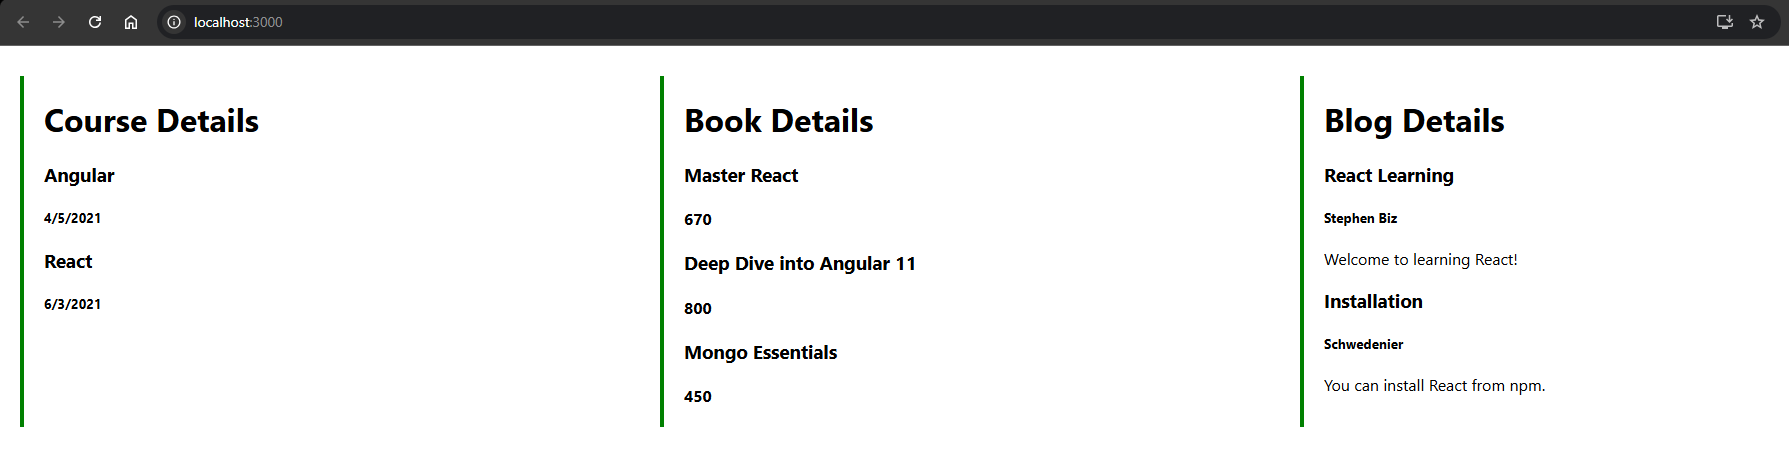 localhost:3000
Course Details
Angular
4/5/2021
React
6/3/2021
Book Details
Master React
670
Deep Dive into Angular 11
800
Mongo Essentials
450
Blog Details
React Learning
Stephen Biz
Welcome to learning React!
Installation
Schwedenier
You can install React from npm.